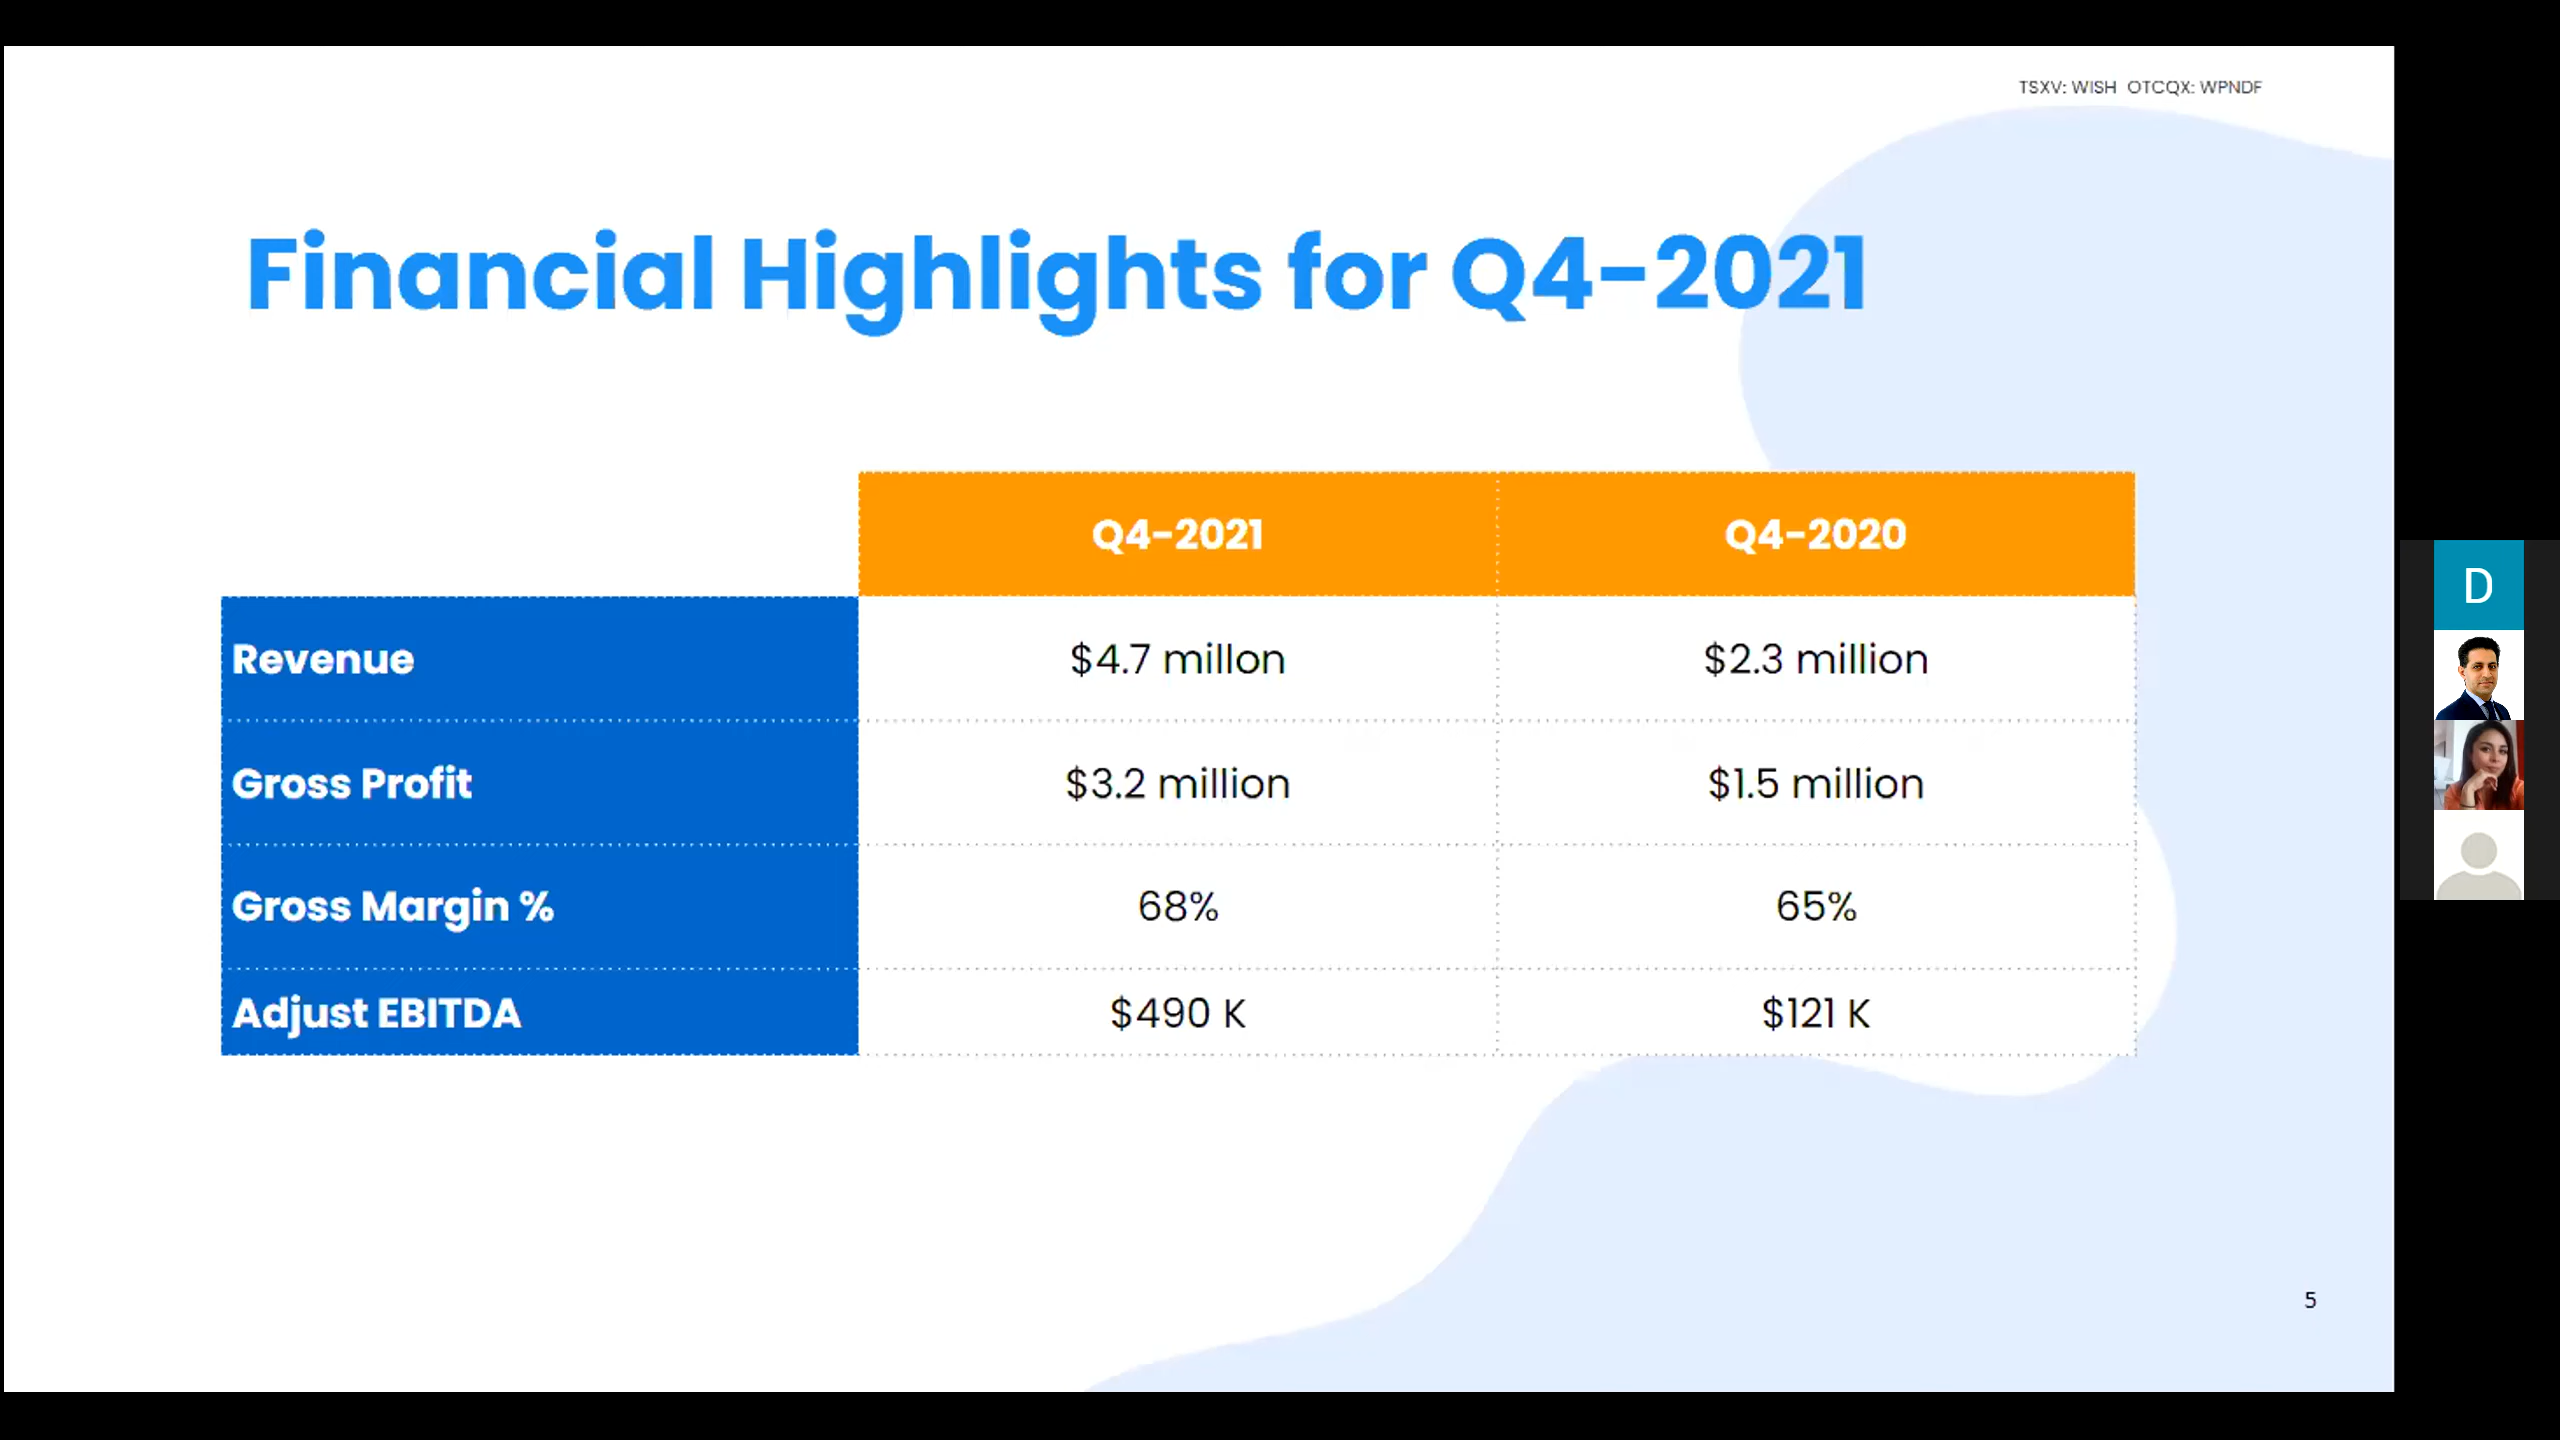 TSXV: WISH  OTCQX: WPNDF
Financial Highlights for Q4-2021
Q4-2021 Q4-2020
Revenue $4.7 millon $2.3 million
Gross Profit $3.2 million $1.5 million
Gross Margin % 68% 65%
Adjust EBITDA $490 K $121 K
D
5